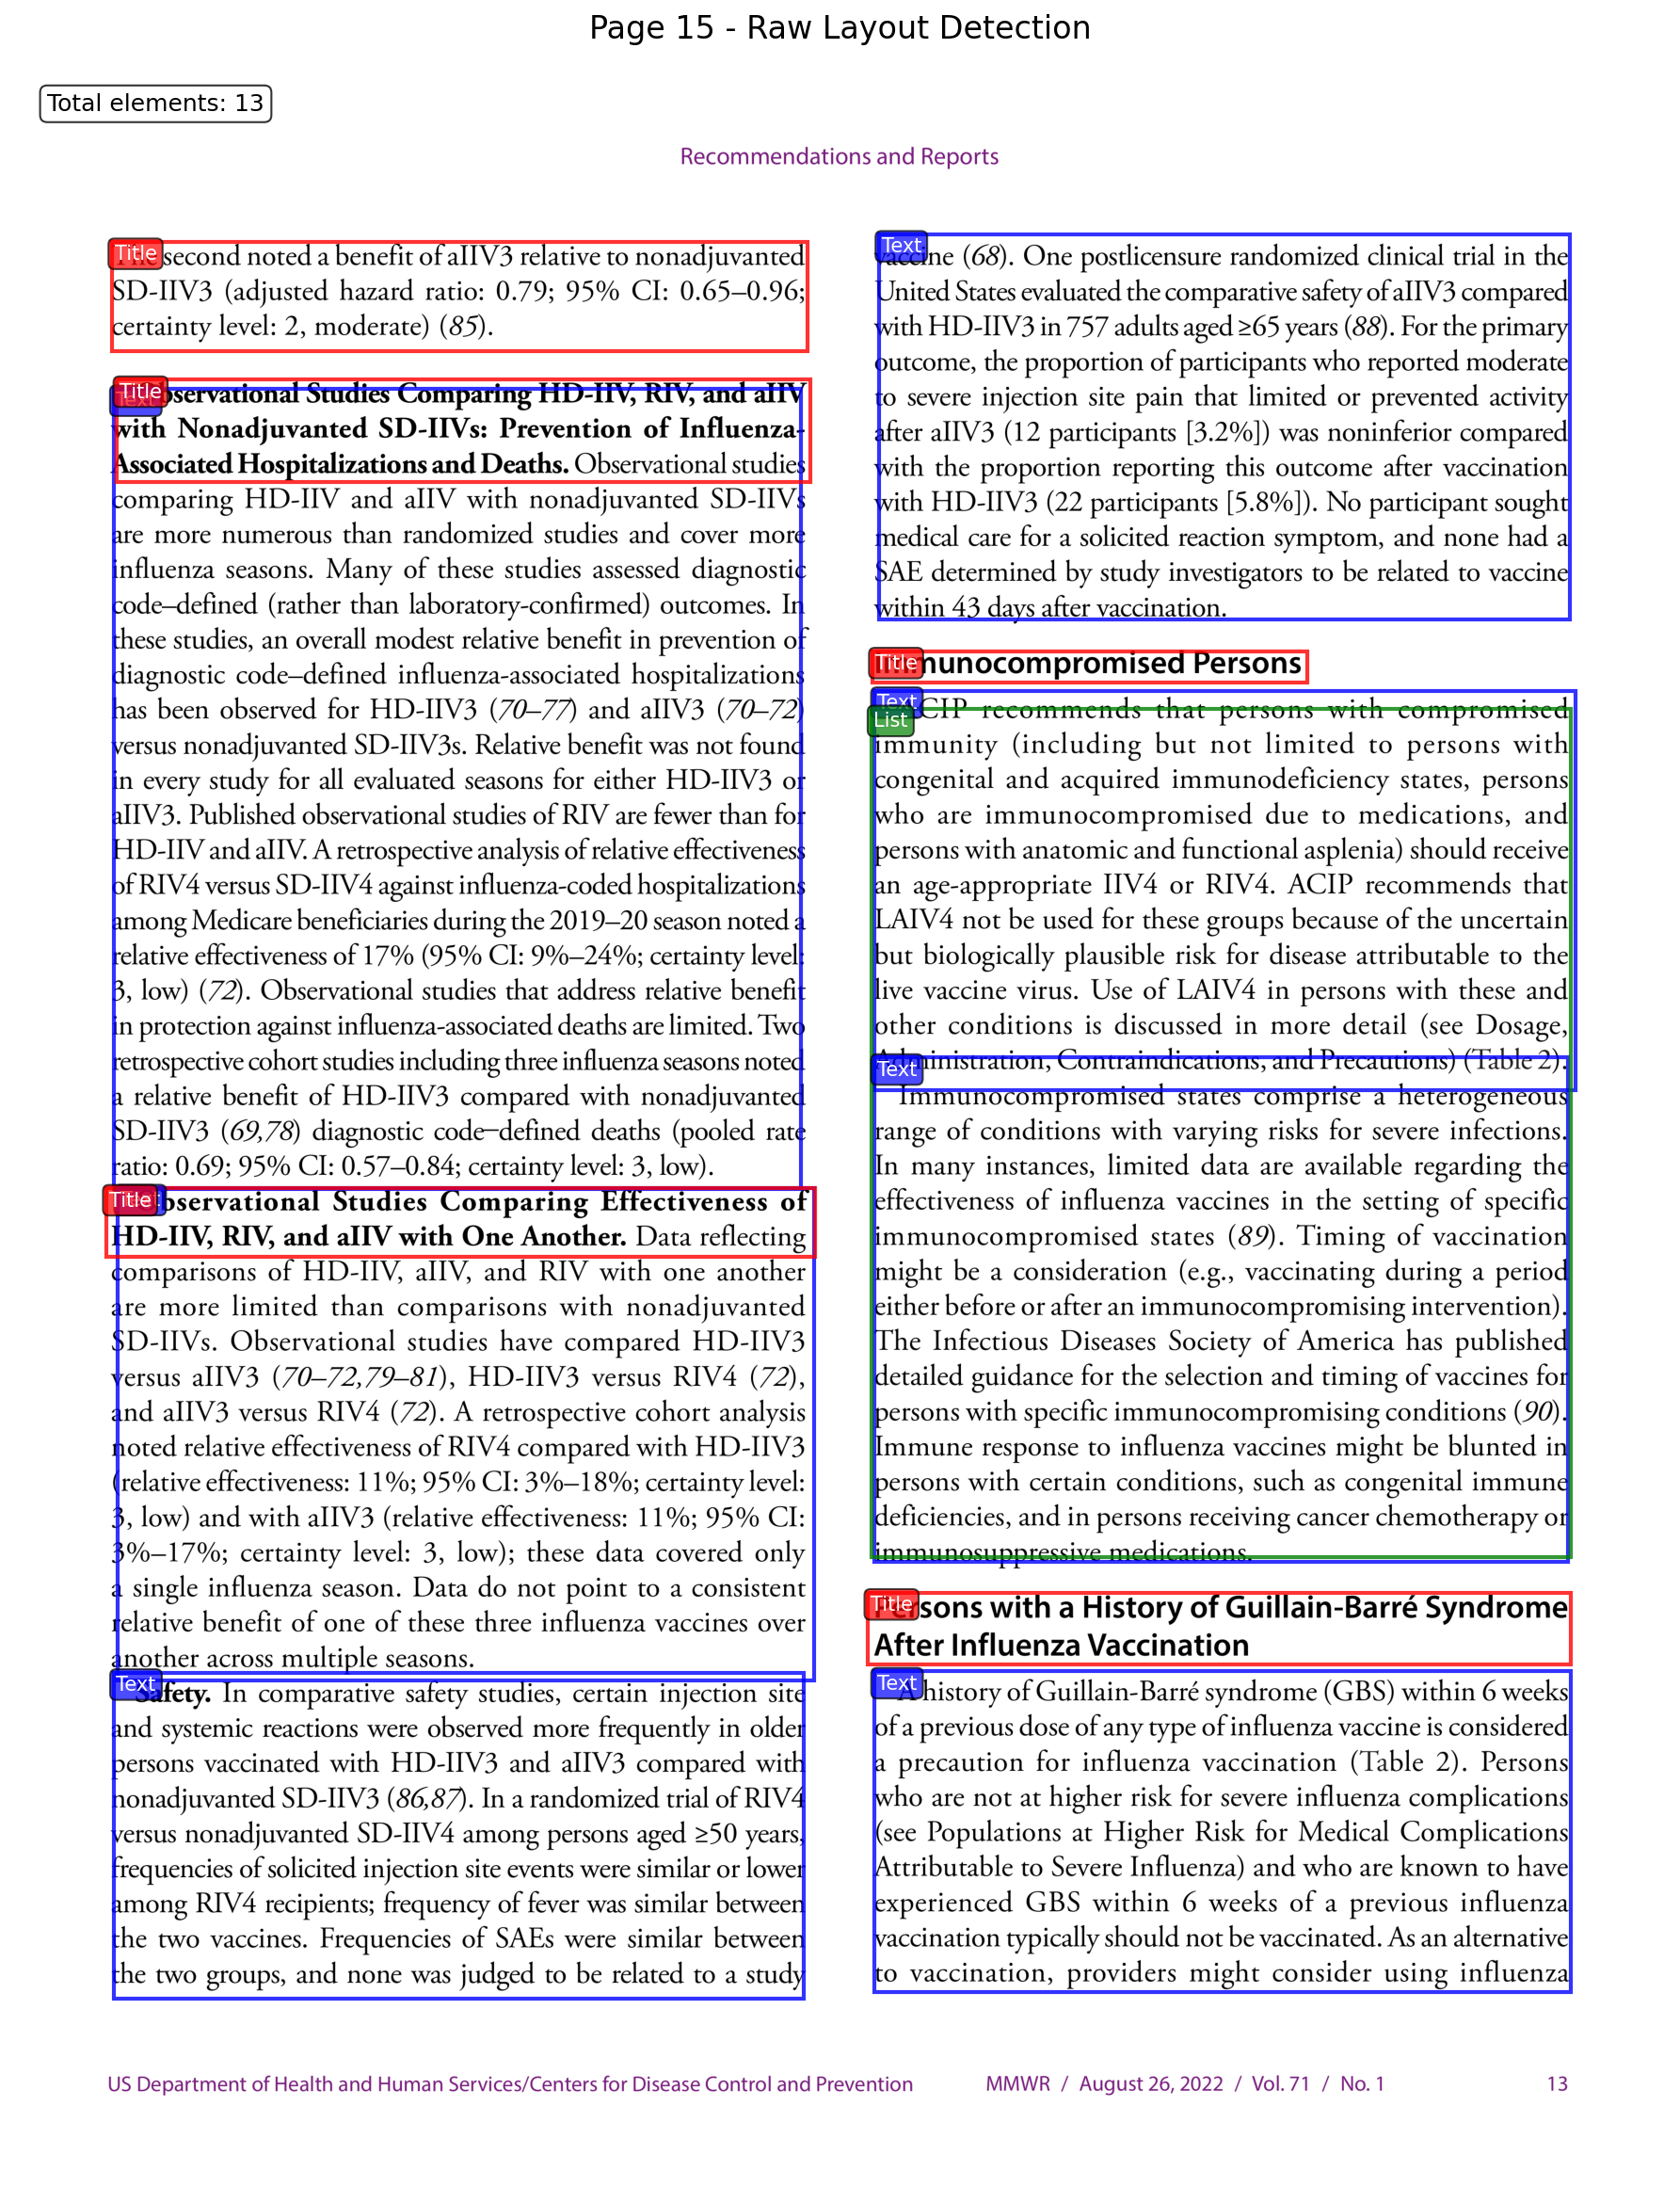 Page 15 - Raw Layout Detection
Total elements: 13
Recommendations and Reports
Title
second noted a benefit of aIIV3 relative to nonadjuvanted
SD-IIV3 (adjusted hazard ratio: 0.79; 95% CI: 0.65–0.96;
certainty level: 2, moderate) (85).
Title
Text
Observational Studies Comparing HD-IIV, RIV, and aIIV
with Nonadjuvanted SD-IIVs: Prevention of Influenza-
Associated Hospitalizations and Deaths. Observational studies
comparing HD-IIV and aIIV with nonadjuvanted SD-IIVs
are more numerous than randomized studies and cover more
influenza seasons. Many of these studies assessed diagnostic
code–defined (rather than laboratory-confirmed) outcomes. In
these studies, an overall modest relative benefit in prevention of
diagnostic code–defined influenza-associated hospitalizations
has been observed for HD-IIV3 (70–77) and aIIV3 (70–72)
versus nonadjuvanted SD-IIV3s. Relative benefit was not found
in every study for all evaluated seasons for either HD-IIV3 or
aIIV3. Published observational studies of RIV are fewer than for
HD-IIV and aIIV. A retrospective analysis of relative effectiveness
of RIV4 versus SD-IIV4 against influenza-coded hospitalizations
among Medicare beneficiaries during the 2019–20 season noted a
relative effectiveness of 17% (95% CI: 9%–24%; certainty level:
3, low) (72). Observational studies that address relative benefit
in protection against influenza-associated deaths are limited. Two
retrospective cohort studies including three influenza seasons noted
a relative benefit of HD-IIV3 compared with nonadjuvanted
SD-IIV3 (69,78) diagnostic code–defined deaths (pooled rate
ratio: 0.69; 95% CI: 0.57–0.84; certainty level: 3, low).
Title
Observational Studies Comparing Effectiveness of
HD-IIV, RIV, and aIIV with One Another. Data reflecting
comparisons of HD-IIV, aIIV, and RIV with one another
are more limited than comparisons with nonadjuvanted
SD-IIVs. Observational studies have compared HD-IIV3
versus aIIV3 (70–72,79–81), HD-IIV3 versus RIV4 (72),
and aIIV3 versus RIV4 (72). A retrospective cohort analysis
noted relative effectiveness of RIV4 compared with HD-IIV3
(relative effectiveness: 11%; 95% CI: 3%–18%; certainty level:
3, low) and with aIIV3 (relative effectiveness: 11%; 95% CI:
3%–17%; certainty level: 3, low); these data covered only
a single influenza season. Data do not point to a consistent
relative benefit of one of these three influenza vaccines over
another across multiple seasons.
Text
Safety. In comparative safety studies, certain injection site
and systemic reactions were observed more frequently in older
persons vaccinated with HD-IIV3 and aIIV3 compared with
nonadjuvanted SD-IIV3 (86,87). In a randomized trial of RIV4
versus nonadjuvanted SD-IIV4 among persons aged ≥50 years,
frequencies of solicited injection site events were similar or lower
among RIV4 recipients; frequency of fever was similar between
the two vaccines. Frequencies of SAEs were similar between
the two groups, and none was judged to be related to a study
Text
vaccine (68). One postlicensure randomized clinical trial in the
United States evaluated the comparative safety of aIIV3 compared
with HD-IIV3 in 757 adults aged ≥65 years (88). For the primary
outcome, the proportion of participants who reported moderate
to severe injection site pain that limited or prevented activity
after aIIV3 (12 participants [3.2%]) was noninferior compared
with the proportion reporting this outcome after vaccination
with HD-IIV3 (22 participants [5.8%]). No participant sought
medical care for a solicited reaction symptom, and none had a
SAE determined by study investigators to be related to vaccine
within 43 days after vaccination.
Title
Immunocompromised Persons
Text
List
ACIP recommends that persons with compromised
immunity (including but not limited to persons with
congenital and acquired immunodeficiency states, persons
who are immunocompromised due to medications, and
persons with anatomic and functional asplenia) should receive
an age-appropriate IIV4 or RIV4. ACIP recommends that
LAIV4 not be used for these groups because of the uncertain
but biologically plausible risk for disease attributable to the
live vaccine virus. Use of LAIV4 in persons with these and
other conditions is discussed in more detail (see Dosage,
Administration, Contraindications, and Precautions) (Table 2).
Text
Immunocompromised states comprise a heterogeneous
range of conditions with varying risks for severe infections.
In many instances, limited data are available regarding the
effectiveness of influenza vaccines in the setting of specific
immunocompromised states (89). Timing of vaccination
might be a consideration (e.g., vaccinating during a period
either before or after an immunocompromising intervention).
The Infectious Diseases Society of America has published
detailed guidance for the selection and timing of vaccines for
persons with specific immunocompromising conditions (90).
Immune response to influenza vaccines might be blunted in
persons with certain conditions, such as congenital immune
deficiencies, and in persons receiving cancer chemotherapy or
immunosuppressive medications.
Title
Persons with a History of Guillain-Barré Syndrome
After Influenza Vaccination
Text
A history of Guillain-Barré syndrome (GBS) within 6 weeks
of a previous dose of any type of influenza vaccine is considered
a precaution for influenza vaccination (Table 2). Persons
who are not at higher risk for severe influenza complications
(see Populations at Higher Risk for Medical Complications
Attributable to Severe Influenza) and who are known to have
experienced GBS within 6 weeks of a previous influenza
vaccination typically should not be vaccinated. As an alternative
to vaccination, providers might consider using influenza
US Department of Health and Human Services/Centers for Disease Control and Prevention
MMWR / August 26, 2022 / Vol. 71 / No. 1
13